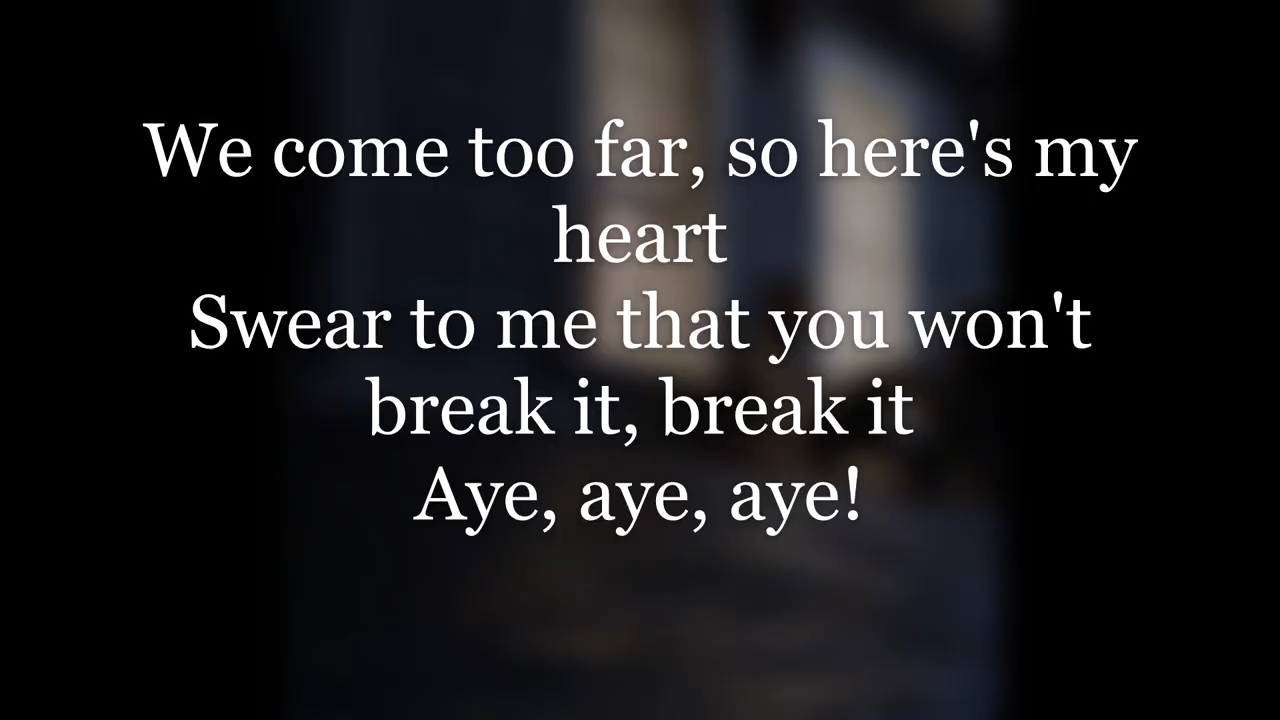 We come too far, so here's my
heart
Swear to me that you won't
break it, break it
Aye, aye, aye!